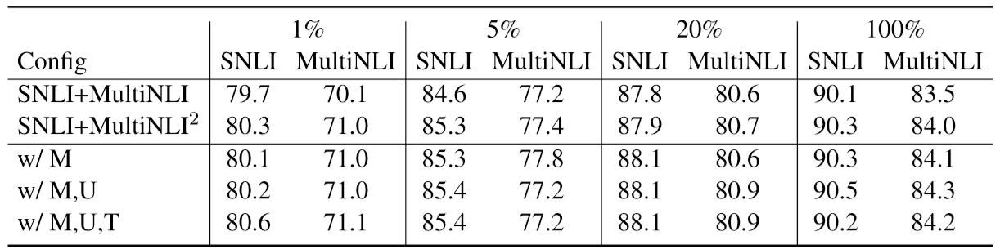 1% 5% 20% 100%
Config SNLI MultiNLI SNLI MultiNLI SNLI MultiNLI SNLI MultiNLI
SNLI+MultiNLI 79.7 70.1 84.6 77.2 87.8 80.6 90.1 83.5
SNLI+MultiNLI² 80.3 71.0 85.3 77.4 87.9 80.7 90.3 84.0
w/ M 80.1 71.0 85.3 77.8 88.1 80.6 90.3 84.1
w/ M,U 80.2 71.0 85.4 77.2 88.1 80.9 90.5 84.3
w/ M,U,T 80.6 71.1 85.4 77.2 88.1 80.9 90.2 84.2